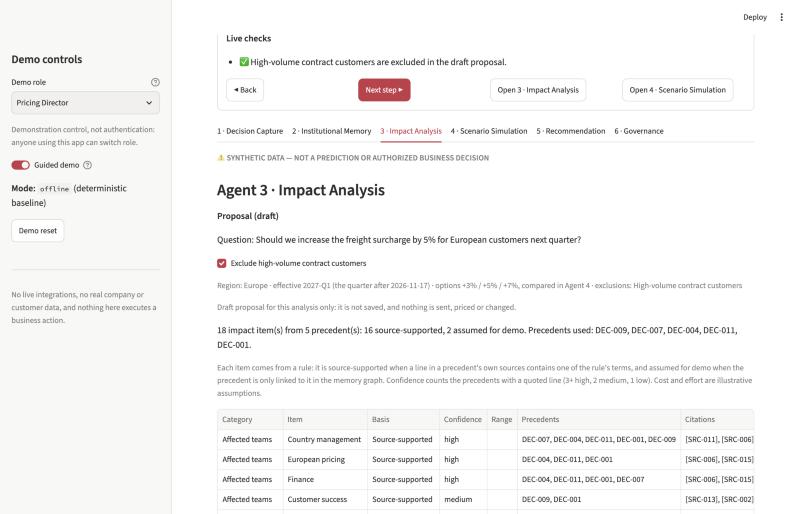 Deploy
Demo controls
Demo role
Pricing Director
Demonstration control, not authentication:
anyone using this app can switch role.
Guided demo
Mode: offline (deterministic
baseline)
Demo reset
No live integrations, no real company or
customer data, and nothing here executes a
business action.
Live checks
High-volume contract customers are excluded in the draft proposal.
◂ Back
Next step ▸
Open 3 · Impact Analysis
Open 4 · Scenario Simulation
1 · Decision Capture
2 · Institutional Memory
3 · Impact Analysis
4 · Scenario Simulation
5 · Recommendation
6 · Governance
SYNTHETIC DATA — NOT A PREDICTION OR AUTHORIZED BUSINESS DECISION
Agent 3 · Impact Analysis
Proposal (draft)
Question: Should we increase the freight surcharge by 5% for European customers next quarter?
Exclude high-volume contract customers
Region: Europe · effective 2027-Q1 (the quarter after 2026-11-17) · options +3% / +5% / +7%, compared in Agent 4 · exclusions: High-volume contract customers
Draft proposal for this analysis only: it is not saved, and nothing is sent, priced or changed.
18 impact item(s) from 5 precedent(s): 16 source-supported, 2 assumed for demo. Precedents used: DEC-009, DEC-007, DEC-004, DEC-011,
DEC-001.
Each item comes from a rule: it is source-supported when a line in a precedent's own sources contains one of the rule's terms, and assumed for demo when the
precedent is only linked to it in the memory graph. Confidence counts the precedents with a quoted line (3+ high, 2 medium, 1 low). Cost and effort are illustrative
assumptions.
Category Item Basis Confidence Range Precedents Citations
Affected teams Country management Source-supported high DEC-007, DEC-004, DEC-011, DEC-001, DEC-009 [SRC-011], [SRC-006]
Affected teams European pricing Source-supported high DEC-004, DEC-011, DEC-001 [SRC-006], [SRC-015]
Affected teams Finance Source-supported high DEC-004, DEC-011, DEC-001, DEC-007 [SRC-006], [SRC-015]
Affected teams Customer success Source-supported medium DEC-009, DEC-001 [SRC-013], [SRC-002]